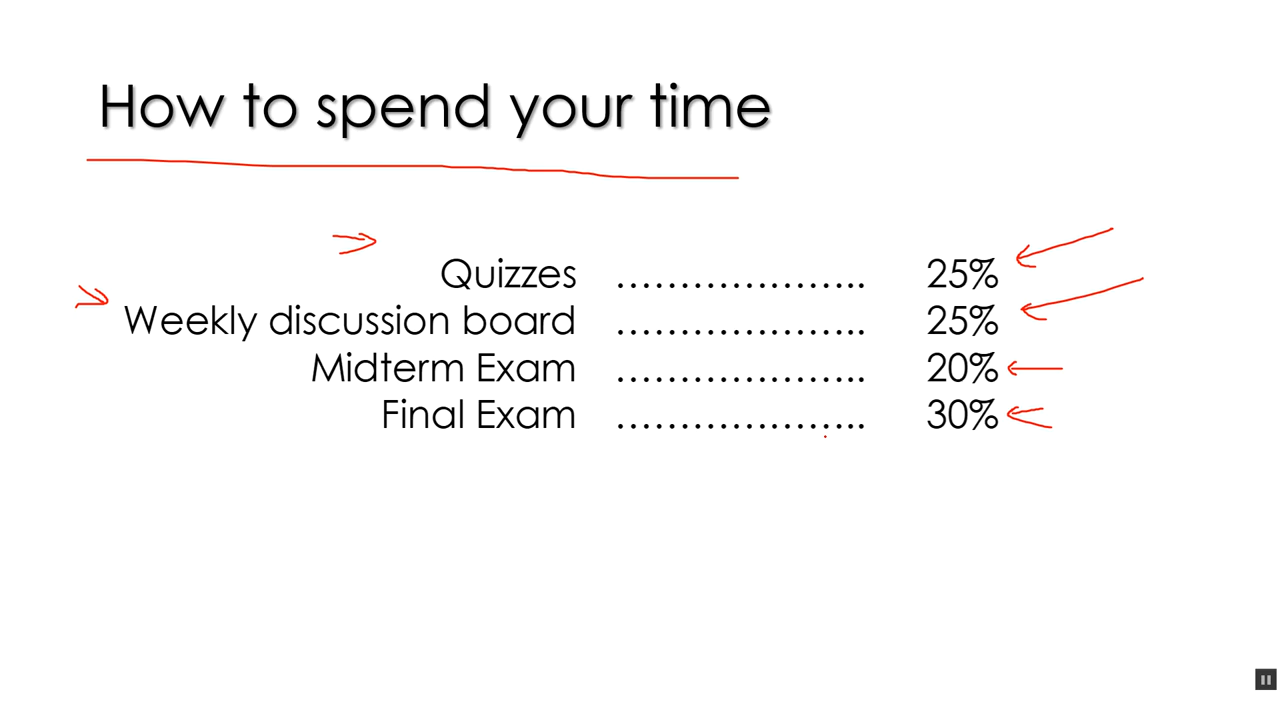 How to spend your time
Quizzes ………………….. 25%
Weekly discussion board ………………….. 25%
Midterm Exam ………………….. 20%
Final Exam ………………….. 30%